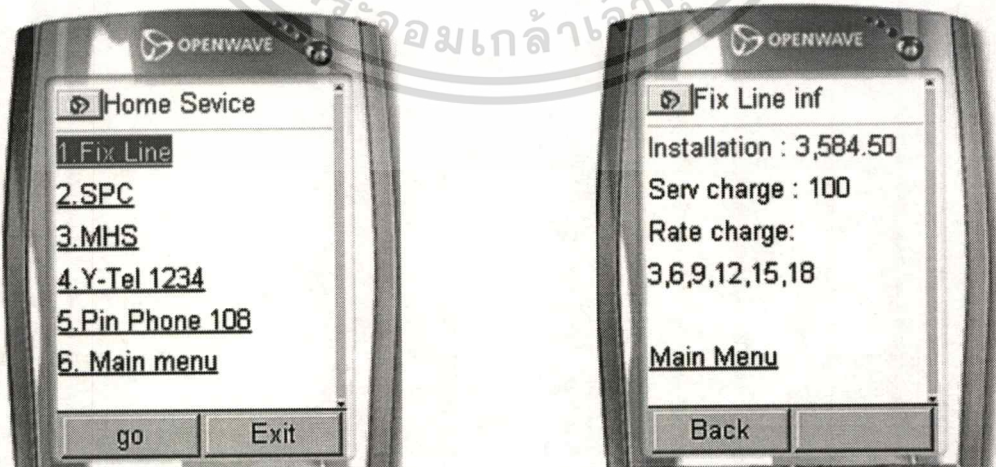 OPENWAVE
Home Sevice
1.Fix Line
2.SPC
3.MHS
4.Y-Tel 1234
5.Pin Phone 108
6. Main menu
go Exit
OPENWAVE
Fix Line inf
Installation : 3,584.50
Serv charge : 100
Rate charge:
3,6,9,12,15,18
Main Menu
Back